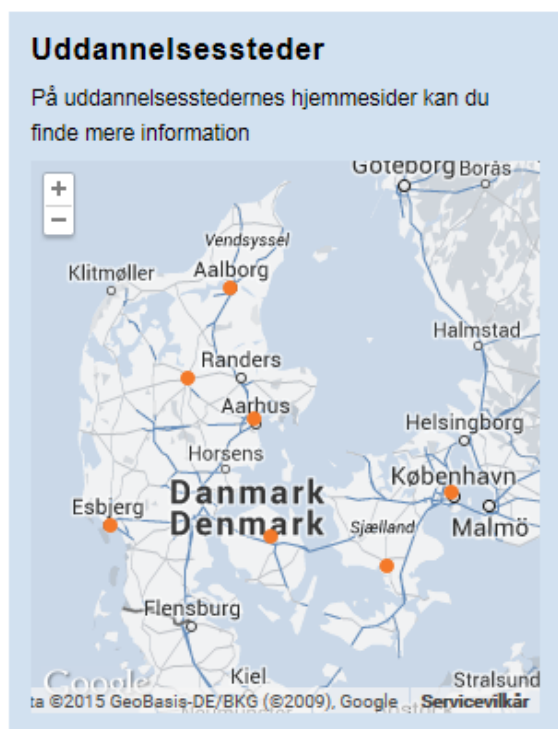 Uddannelsessteder
På uddannelsesstedernes hjemmesider kan du
finde mere information
+
−
Göteborg Borås
Vendsyssel
Klitmøller
Aalborg
Halmstad
Randers
Aarhus
Helsingborg
Horsens
København
Danmark
Denmark
Esbjerg
Sjælland
Malmö
Flensburg
Google
Kiel
Stralsund
ta ©2015 GeoBasis-DE/BKG (©2009), Google
Servicevilkår